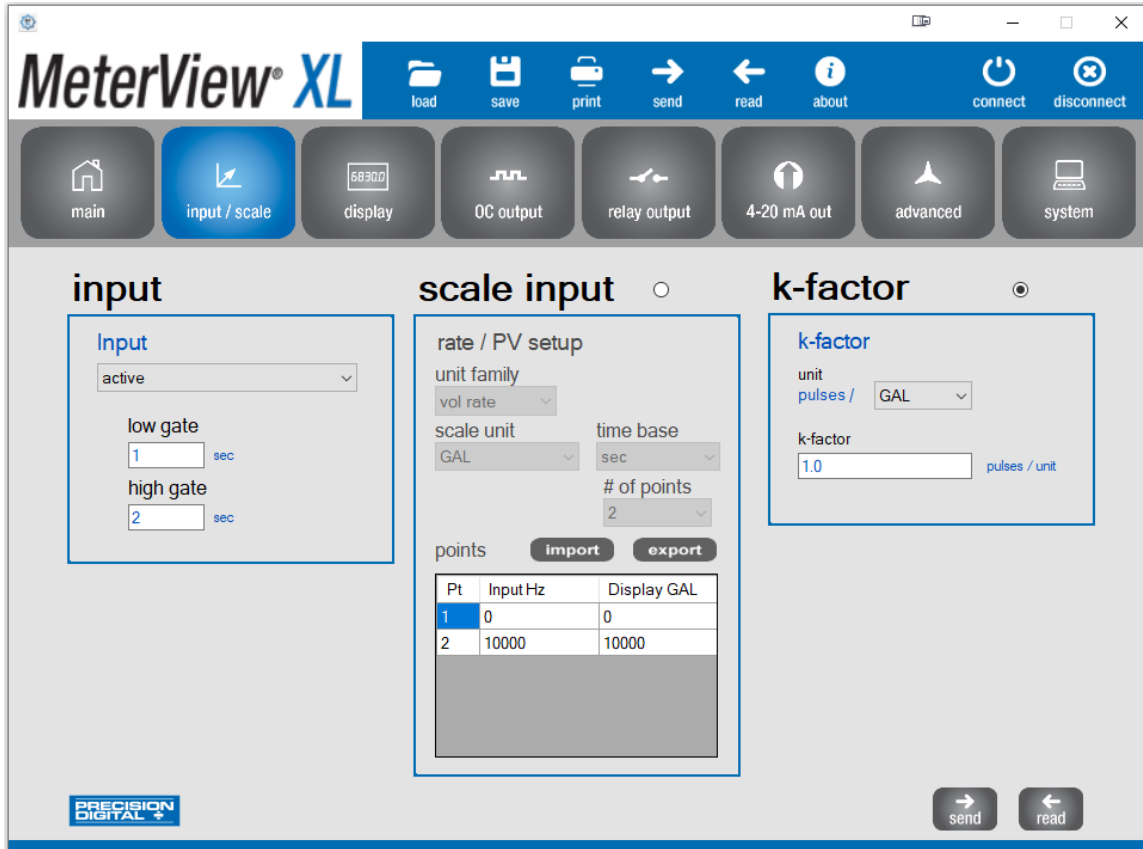 MeterView® XL
load save print send read about connect disconnect
6830.0
main input / scale display OC output relay output 4-20 mA out advanced system
input
Input
active
low gate
1 sec
high gate
2 sec
scale input
rate / PV setup
unit family
vol rate
scale unit time base
GAL sec
# of points
2
points import export
Pt Input Hz Display GAL
1 0 0
2 10000 10000
k-factor
k-factor
unit
pulses / GAL
k-factor
1.0 pulses / unit
PRECISION
DIGITAL
send read